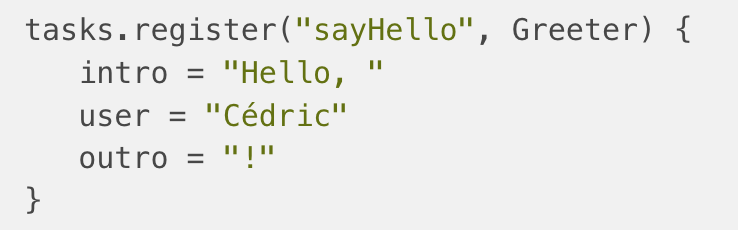 tasks.register("sayHello", Greeter) {
   intro = "Hello, "
   user = "Cédric"
   outro = "!"
}